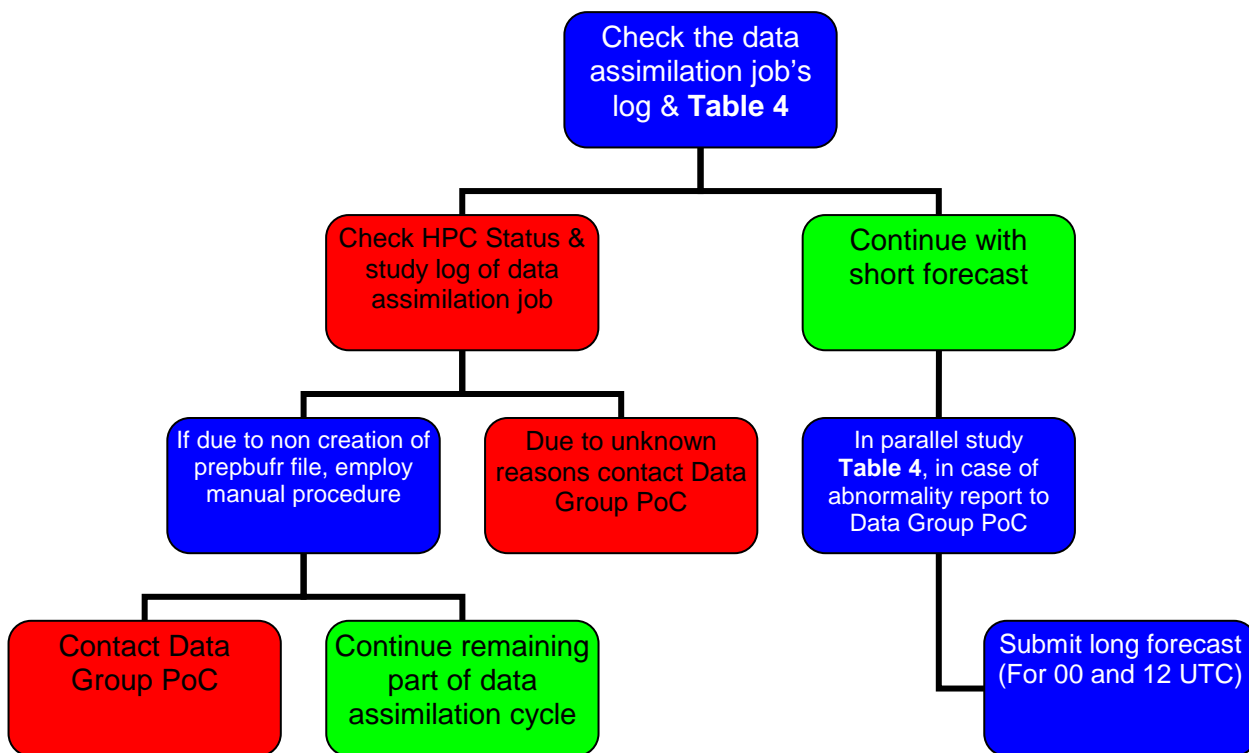 Check the data
assimilation job’s
log & Table 4
Check HPC Status &
study log of data
assimilation job
Continue with
short forecast
If due to non creation of
prepbufr file, employ
manual procedure
Due to unknown
reasons contact Data
Group PoC
In parallel study
Table 4, in case of
abnormality report to
Data Group PoC
Contact Data
Group PoC
Continue remaining
part of data
assimilation cycle
Submit long forecast
(For 00 and 12 UTC)